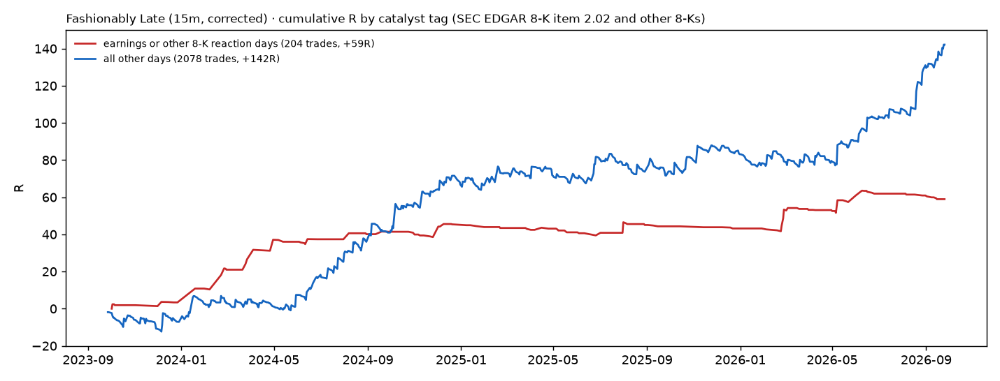 Fashionably Late (15m, corrected) · cumulative R by catalyst tag (SEC EDGAR 8-K item 2.02 and other 8-Ks)
earnings or other 8-K reaction days (204 trades, +59R)
all other days (2078 trades, +142R)
140
120
100
80
60
40
20
0
−20
R
2023-09 2024-01 2024-05 2024-09 2025-01 2025-05 2025-09 2026-01 2026-05 2026-09